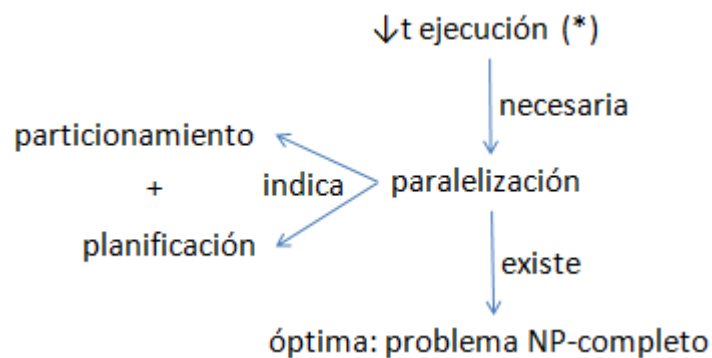 ↓t ejecución (*)
necesaria
particionamiento
+
indica
paralelización
planificación
existe
óptima: problema NP-completo